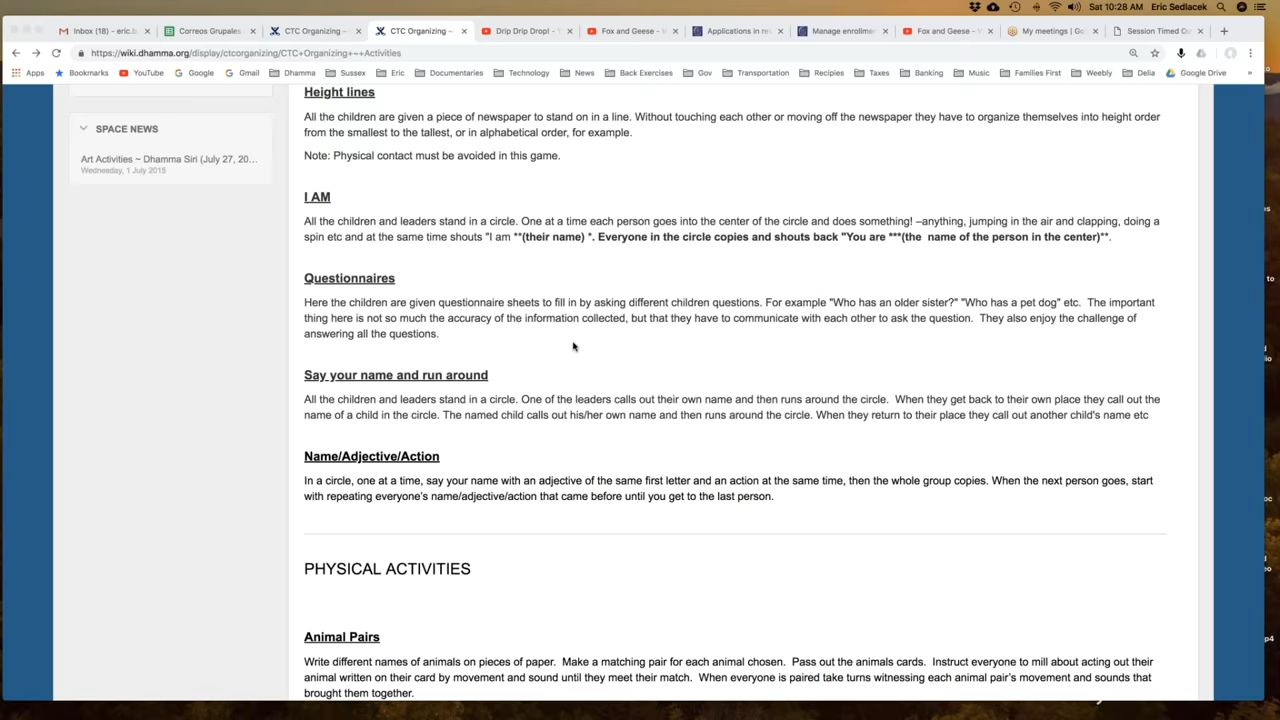 Sat 10:28 AM Eric Sedlacek
Inbox (18) - eric.b.
Correos Grupales
CTC Organizing -
CTC Organizing -
Drip Drip Drop! -
Fox and Geese -
Applications in re
Manage enrollme
Fox and Geese -
My meetings | Go
Session Timed Ou
https://wiki.dhamma.org/display/ctcorganizing/CTC+Organizing+~+Activities
Apps Bookmarks YouTube Google Gmail Dhamma Sussex Eric Documentaries Technology News Back Exercises Gov Transportation Recipies Taxes Banking Music Families First Weebly Delia Google Drive »
SPACE NEWS
Art Activities ~ Dhamma Siri (July 27, 20...
Wednesday, 1 July 2015
Height lines
All the children are given a piece of newspaper to stand on in a line. Without touching each other or moving off the newspaper they have to organize themselves into height order
from the smallest to the tallest, or in alphabetical order, for example.
Note: Physical contact must be avoided in this game.
I AM
All the children and leaders stand in a circle. One at a time each person goes into the center of the circle and does something! –anything, jumping in the air and clapping, doing a
spin etc and at the same time shouts "I am **(their name) *. Everyone in the circle copies and shouts back "You are ***(the name of the person in the center)**.
Questionnaires
Here the children are given questionnaire sheets to fill in by asking different children questions. For example "Who has an older sister?" "Who has a pet dog" etc. The important
thing here is not so much the accuracy of the information collected, but that they have to communicate with each other to ask the question. They also enjoy the challenge of
answering all the questions.
Say your name and run around
All the children and leaders stand in a circle. One of the leaders calls out their own name and then runs around the circle. When they get back to their own place they call out the
name of a child in the circle. The named child calls out his/her own name and then runs around the circle. When they return to their place they call out another child's name etc
Name/Adjective/Action
In a circle, one at a time, say your name with an adjective of the same first letter and an action at the same time, then the whole group copies. When the next person goes, start
with repeating everyone's name/adjective/action that came before until you get to the last person.
PHYSICAL ACTIVITIES
Animal Pairs
Write different names of animals on pieces of paper. Make a matching pair for each animal chosen. Pass out the animals cards. Instruct everyone to mill about acting out their
animal written on their card by movement and sound until they meet their match. When everyone is paired take turns witnessing each animal pair's movement and sounds that
brought them together.